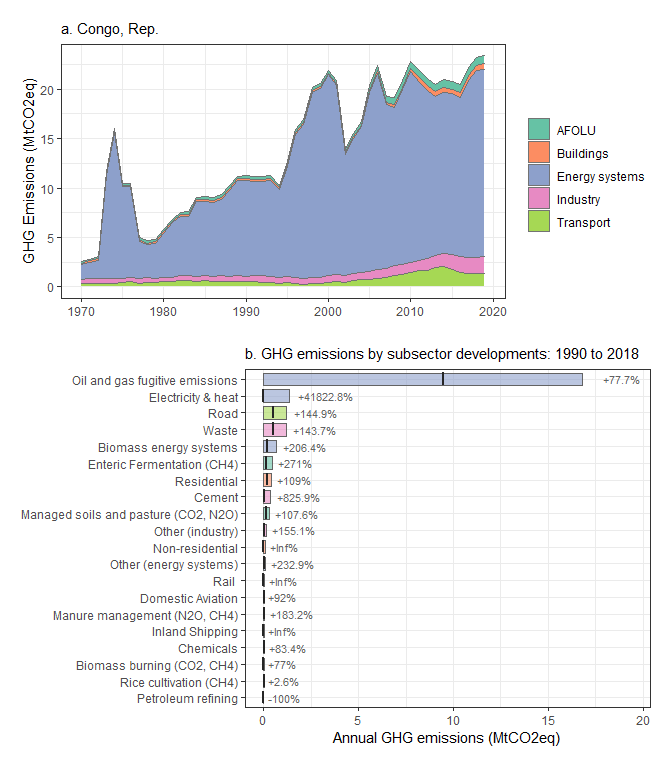 a. Congo, Rep.
GHG Emissions (MtCO2eq)
20
15
10
5
0
1970
1980
1990
2000
2010
2020
AFOLU
Buildings
Energy systems
Industry
Transport
b. GHG emissions by subsector developments: 1990 to 2018
Oil and gas fugitive emissions +77.7%
Electricity & heat +41822.8%
Road +144.9%
Waste +143.7%
Biomass energy systems +206.4%
Enteric Fermentation (CH4) +271%
Residential +109%
Cement +825.9%
Managed soils and pasture (CO2, N2O) +107.6%
Other (industry) +155.1%
Non-residential +Inf%
Other (energy systems) +232.9%
Rail +Inf%
Domestic Aviation +92%
Manure management (N2O, CH4) +183.2%
Inland Shipping +Inf%
Chemicals +83.4%
Biomass burning (CO2, CH4) +77%
Rice cultivation (CH4) +2.6%
Petroleum refining -100%
0
5
10
15
20
Annual GHG emissions (MtCO2eq)